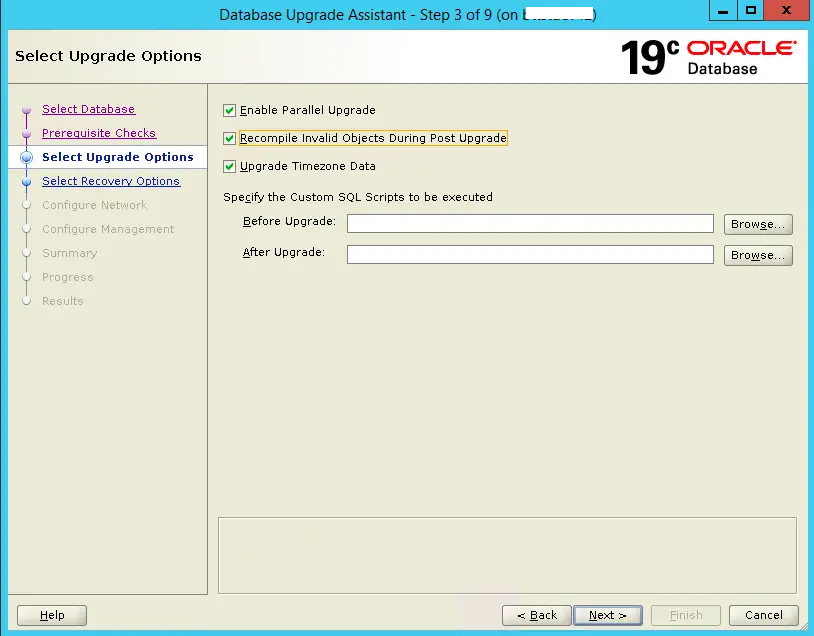 Database Upgrade Assistant - Step 3 of 9 (on
Select Upgrade Options
19c ORACLE
Database
Select Database
Prerequisite Checks
Select Upgrade Options
Select Recovery Options
Configure Network
Configure Management
Summary
Progress
Results
Enable Parallel Upgrade
Recompile Invalid Objects During Post Upgrade
Upgrade Timezone Data
Specify the Custom SQL Scripts to be executed
Before Upgrade: Browse...
After Upgrade: Browse...
Help < Back Next > Finish Cancel